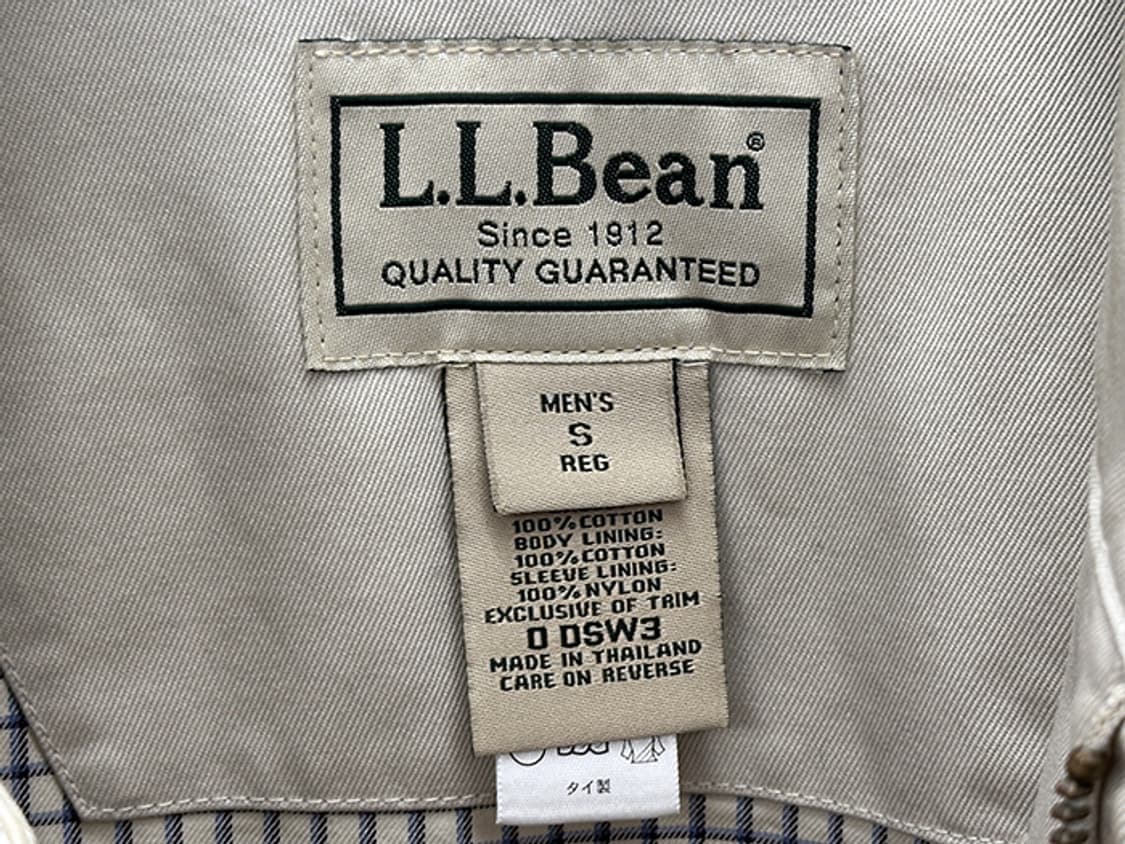 L.L.Bean®
Since 1912
QUALITY GUARANTEED
MEN'S
S
REG
100% COTTON
BODY LINING:
100% COTTON
SLEEVE LINING:
100% NYLON
EXCLUSIVE OF TRIM
0 DSW3
MADE IN THAILAND
CARE ON REVERSE
タイ製